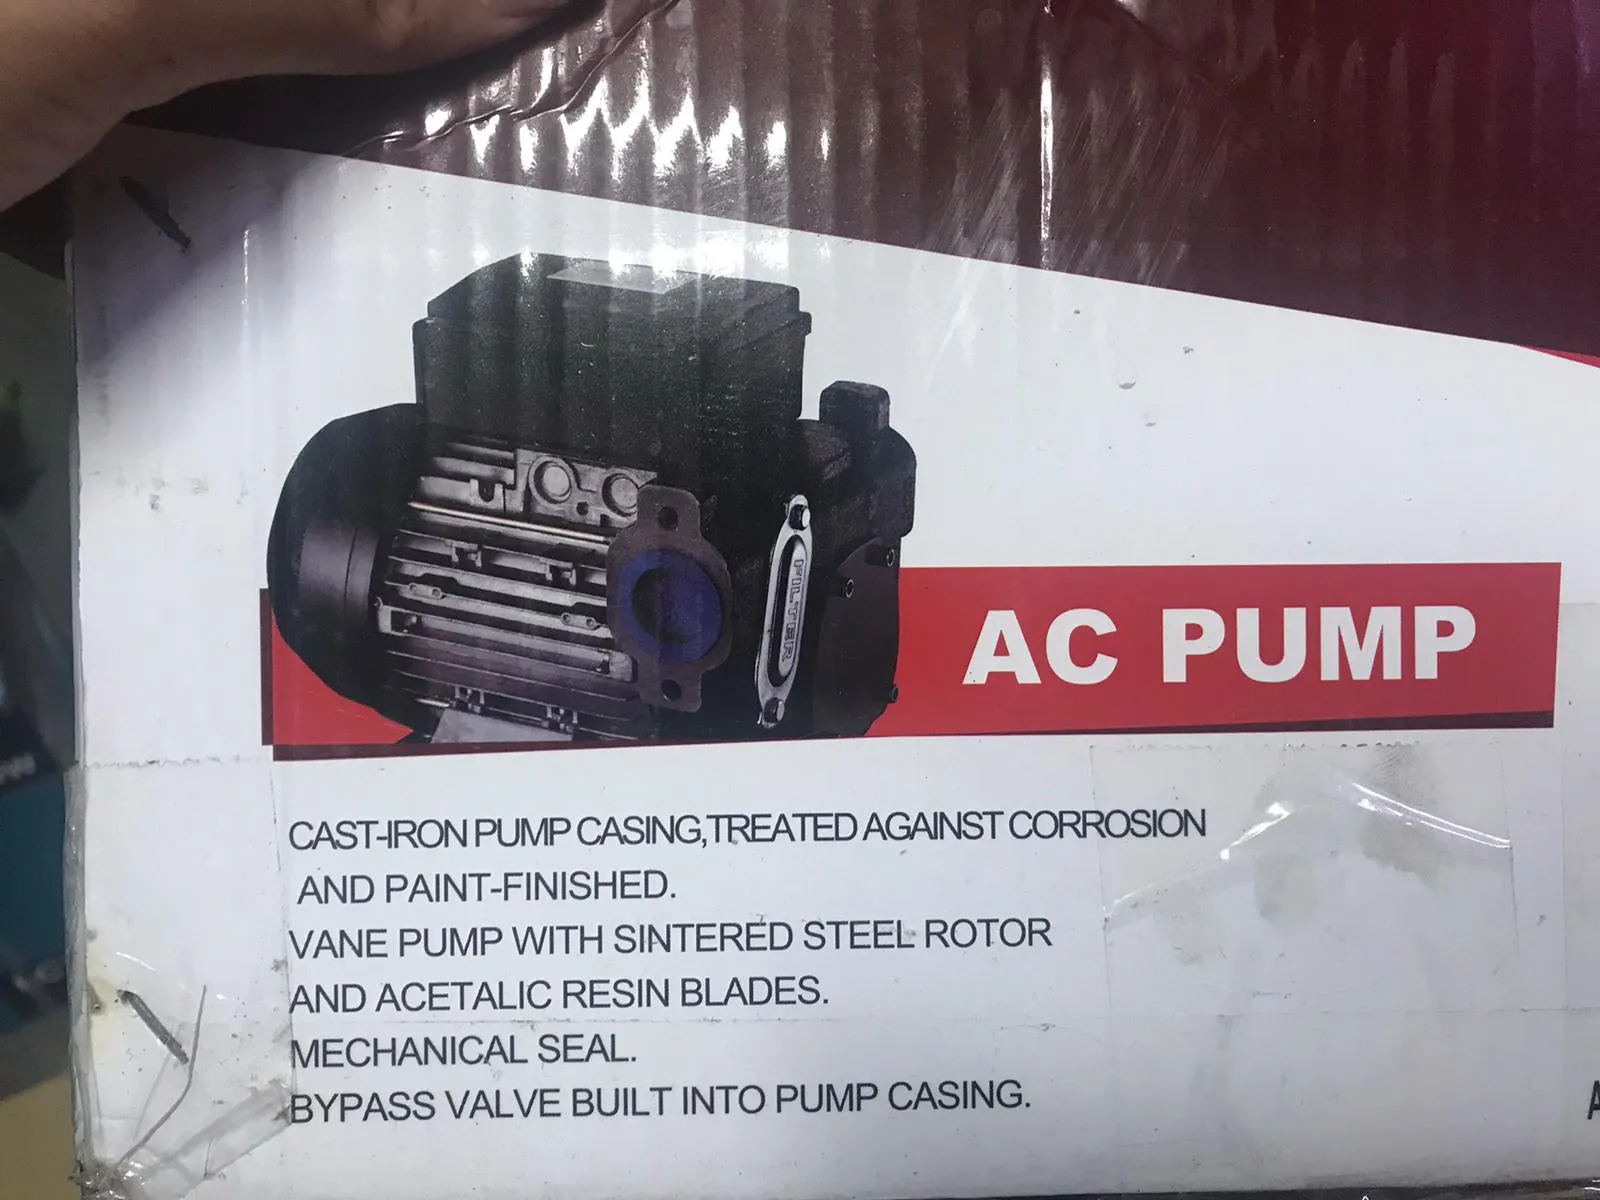 FILTER
AC PUMP
CAST-IRON PUMP CASING,TREATED AGAINST CORROSION
AND PAINT-FINISHED.
VANE PUMP WITH SINTERED STEEL ROTOR
AND ACETALIC RESIN BLADES.
MECHANICAL SEAL.
BYPASS VALVE BUILT INTO PUMP CASING.